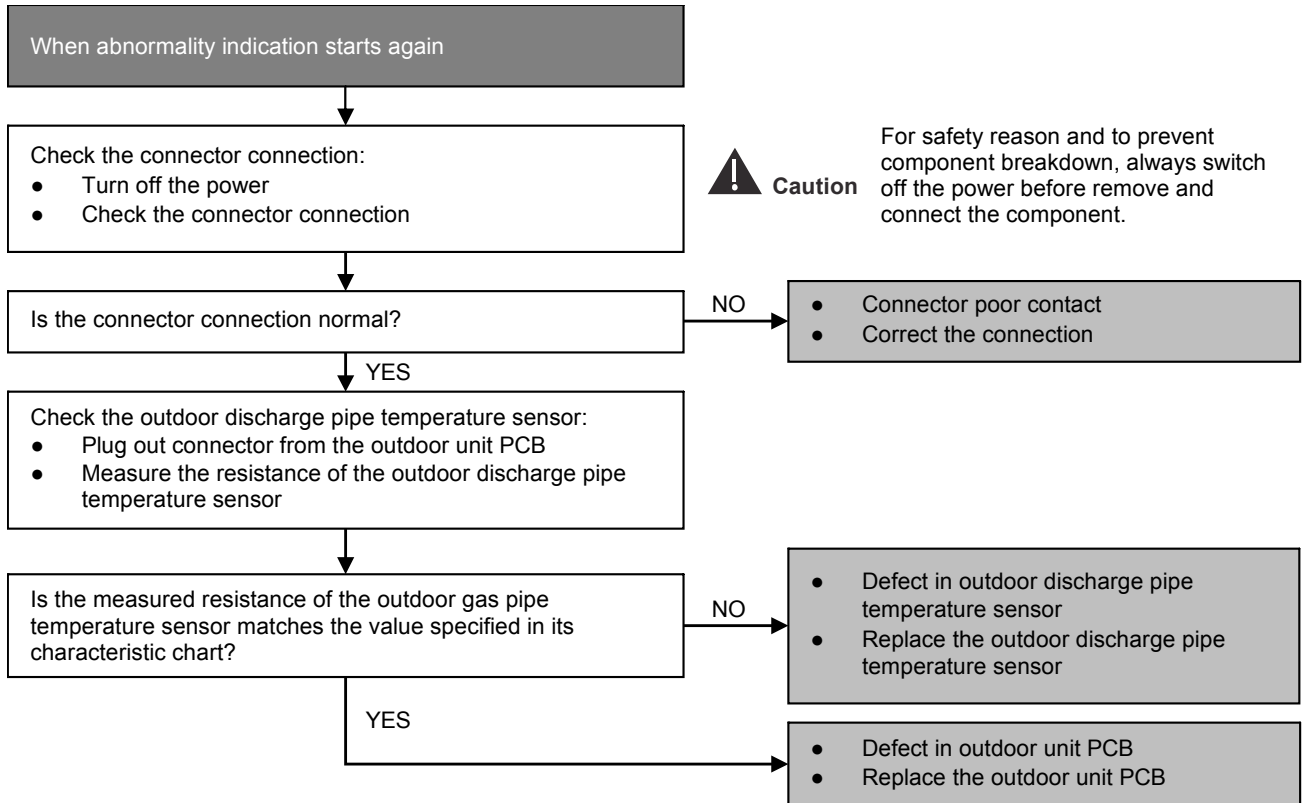 When abnormality indication starts again
Check the connector connection:
● Turn off the power
● Check the connector connection
Caution
For safety reason and to prevent
component breakdown, always switch
off the power before remove and
connect the component.
Is the connector connection normal?
NO
● Connector poor contact
● Correct the connection
YES
Check the outdoor discharge pipe temperature sensor:
● Plug out connector from the outdoor unit PCB
● Measure the resistance of the outdoor discharge pipe
temperature sensor
Is the measured resistance of the outdoor gas pipe
temperature sensor matches the value specified in its
characteristic chart?
NO
● Defect in outdoor discharge pipe
temperature sensor
● Replace the outdoor discharge pipe
temperature sensor
YES
● Defect in outdoor unit PCB
● Replace the outdoor unit PCB